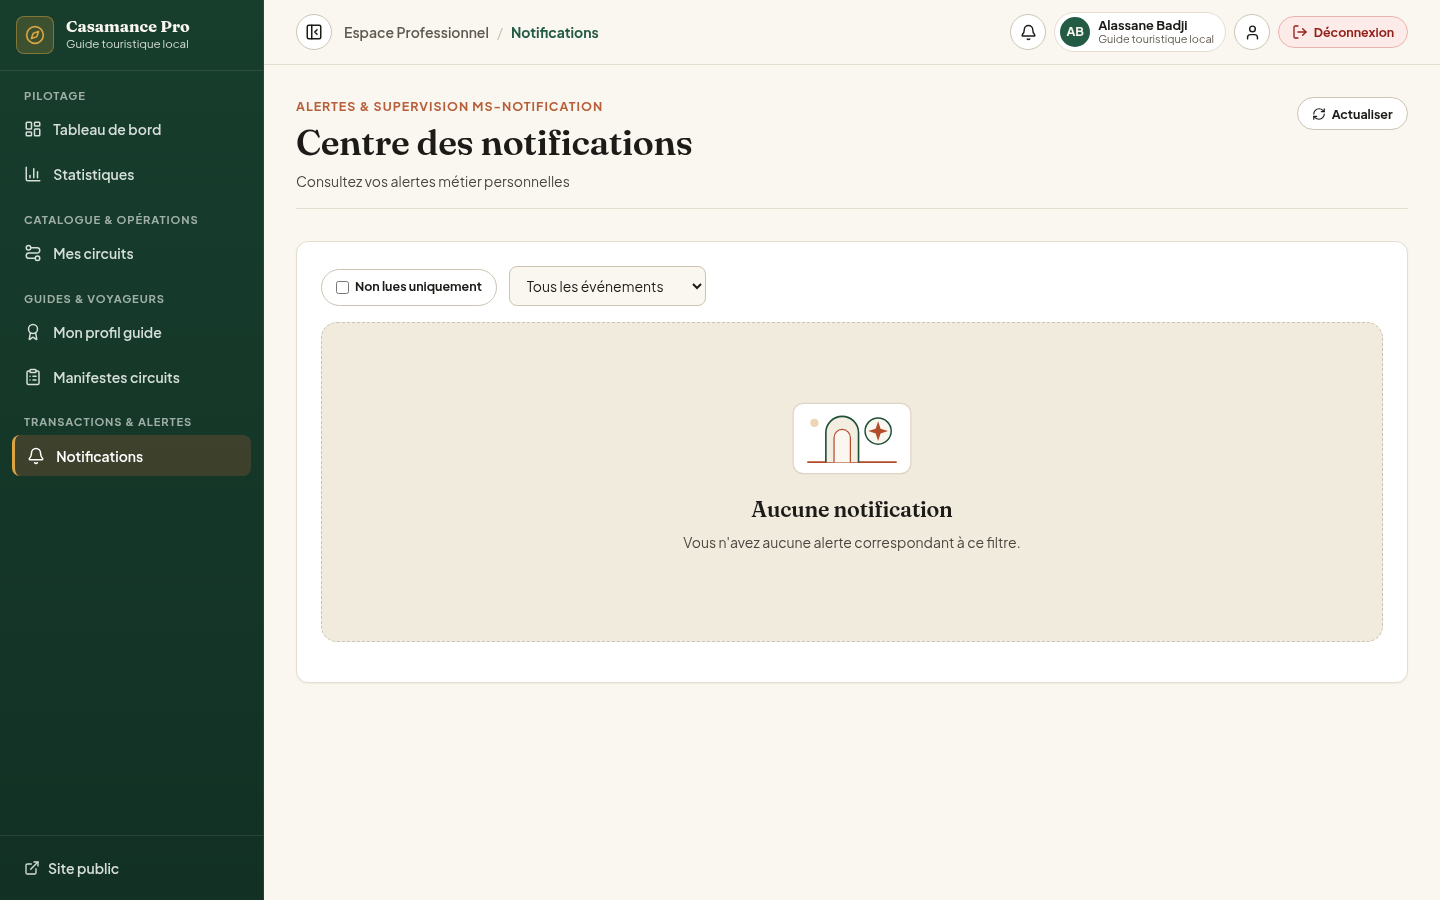 Casamance Pro
Guide touristique local
PILOTAGE
Tableau de bord
Statistiques
CATALOGUE & OPÉRATIONS
Mes circuits
GUIDES & VOYAGEURS
Mon profil guide
Manifestes circuits
TRANSACTIONS & ALERTES
Notifications
Site public
Espace Professionnel / Notifications
AB
Alassane Badji
Guide touristique local
Déconnexion
ALERTES & SUPERVISION MS-NOTIFICATION
Centre des notifications
Consultez vos alertes métier personnelles
Actualiser
Non lues uniquement
Tous les événements
Aucune notification
Vous n'avez aucune alerte correspondant à ce filtre.